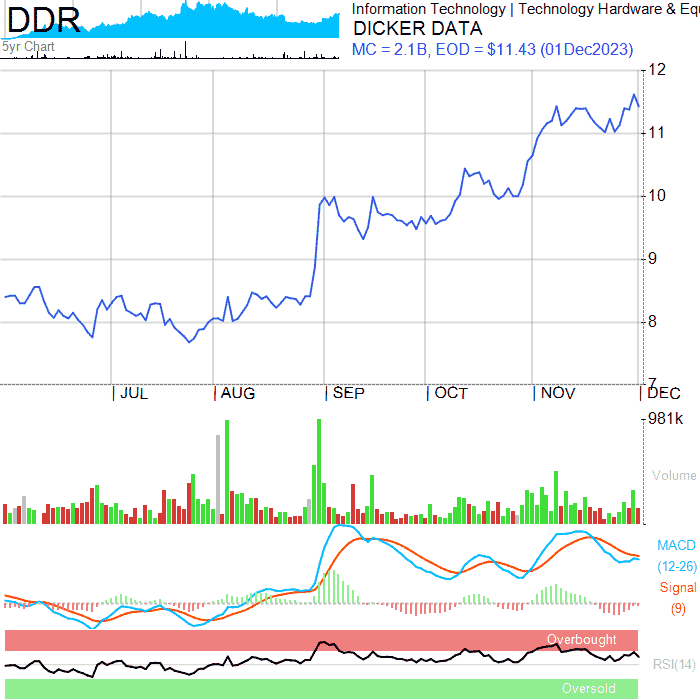 DDR
5yr Chart
Information Technology | Technology Hardware & Equ
DICKER DATA
MC = 2.1B, EOD = $11.43 (01Dec2023)
12
11
10
9
8
7
| JUL | AUG | SEP | OCT | NOV | DEC
981k
Volume
MACD
(12-26)
Signal
(9)
Overbought
RSI(14)
Oversold